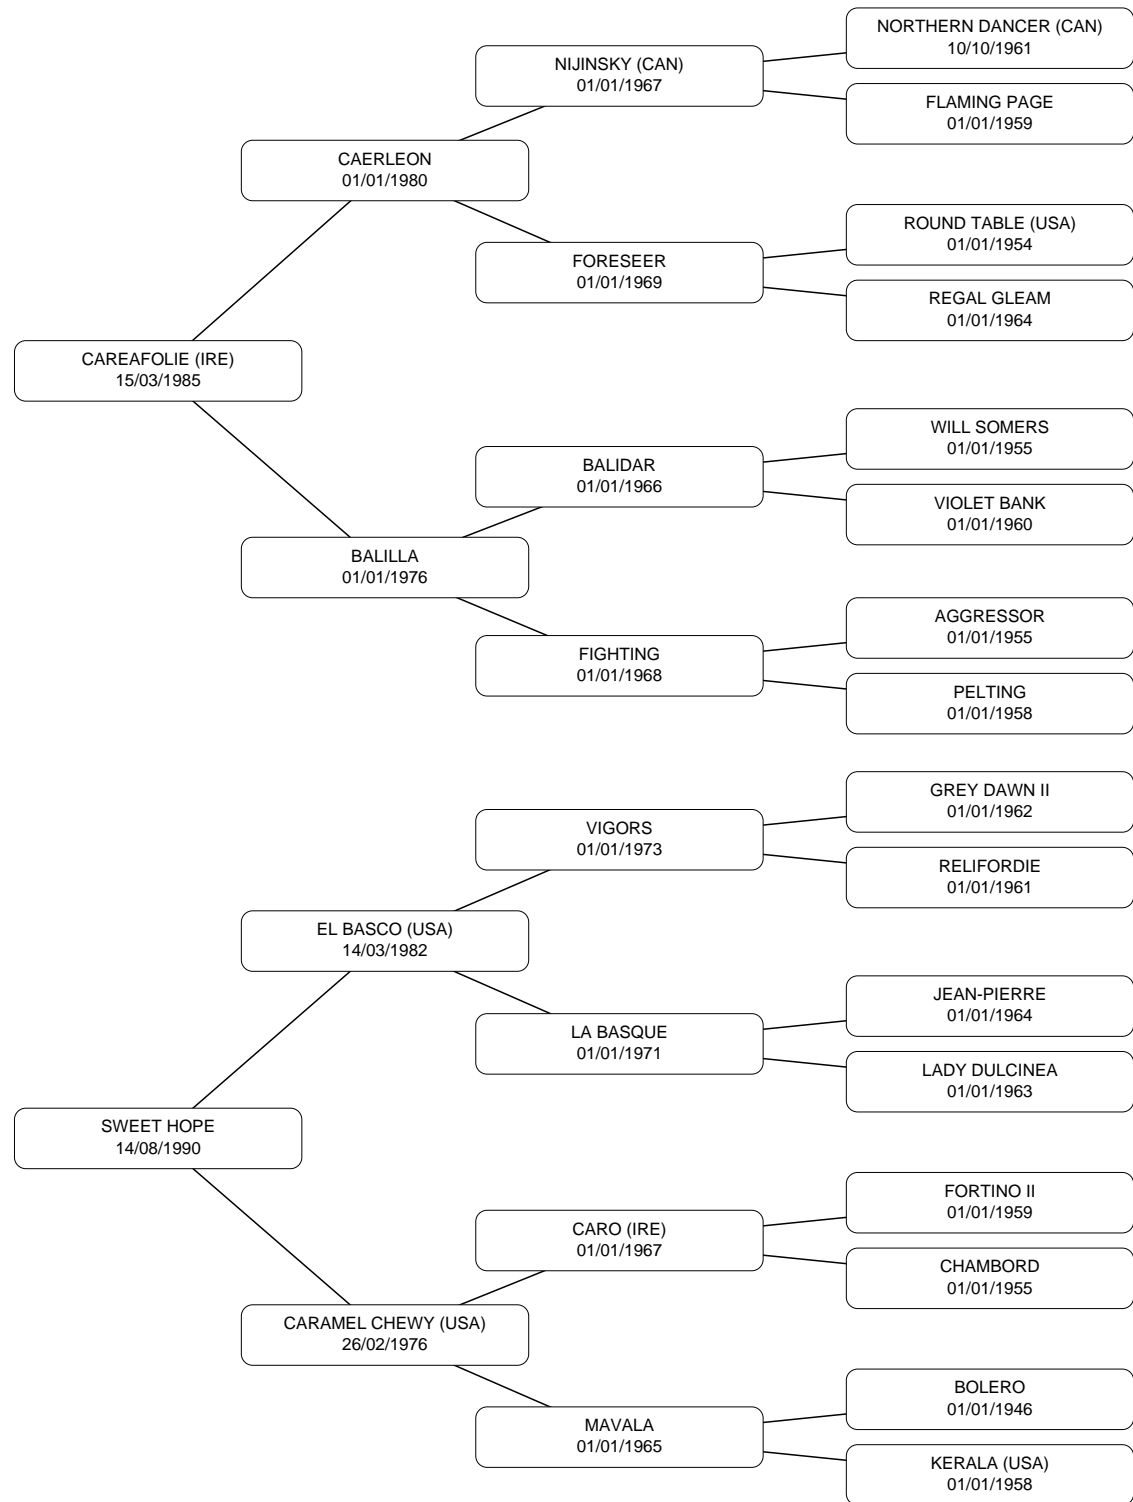 NORTHERN DANCER (CAN)
10/10/1961
NIJINSKY (CAN)
01/01/1967
FLAMING PAGE
01/01/1959
CAERLEON
01/01/1980
ROUND TABLE (USA)
01/01/1954
FORESEER
01/01/1969
REGAL GLEAM
01/01/1964
CAREAFOLIE (IRE)
15/03/1985
WILL SOMERS
01/01/1955
BALIDAR
01/01/1966
VIOLET BANK
01/01/1960
BALILLA
01/01/1976
AGGRESSOR
01/01/1955
FIGHTING
01/01/1968
PELTING
01/01/1958
GREY DAWN II
01/01/1962
VIGORS
01/01/1973
RELIFORDIE
01/01/1961
EL BASCO (USA)
14/03/1982
JEAN-PIERRE
01/01/1964
LA BASQUE
01/01/1971
LADY DULCINEA
01/01/1963
SWEET HOPE
14/08/1990
FORTINO II
01/01/1959
CARO (IRE)
01/01/1967
CHAMBORD
01/01/1955
CARAMEL CHEWY (USA)
26/02/1976
BOLERO
01/01/1946
MAVALA
01/01/1965
KERALA (USA)
01/01/1958